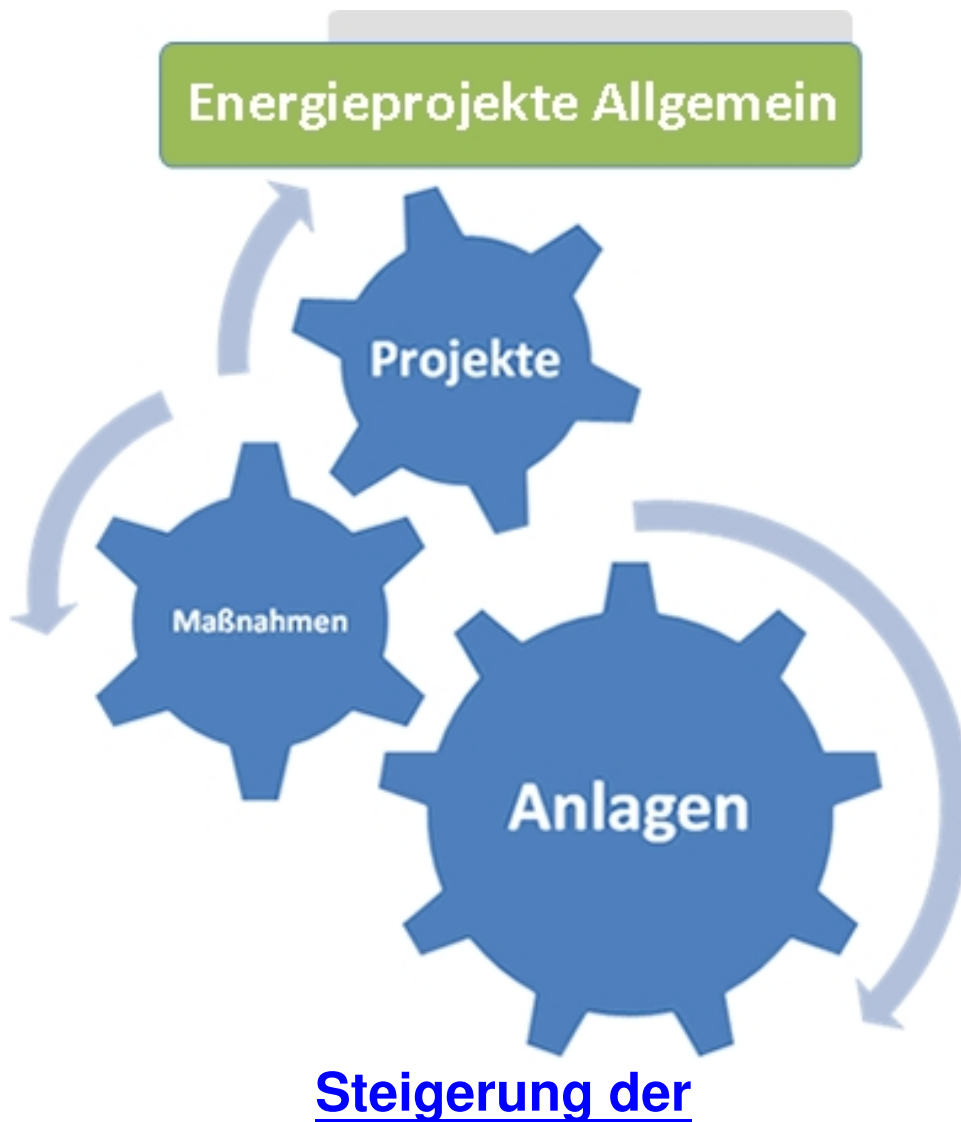 Energieprojekte Allgemein
Projekte
Maßnahmen
Anlagen
Steigerung der